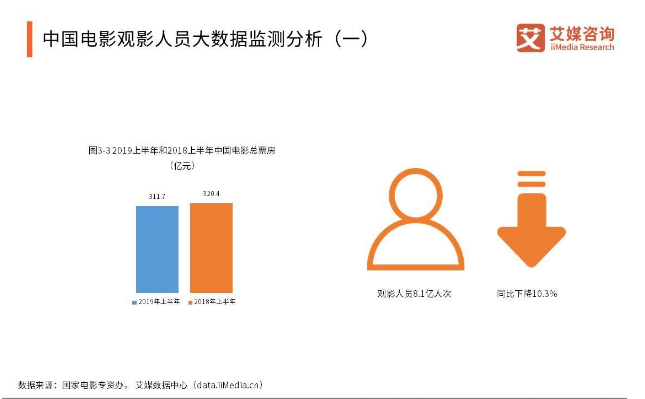 中国电影观影人员大数据监测分析（一）
艾媒咨询
iiMedia Research
图3-3 2019上半年和2018上半年中国电影总票房
（亿元）
311.7
320.4
2019年上半年
2018年上半年
观影人员8.1亿人次
同比下降10.3%
数据来源：国家电影专资办，艾媒数据中心（data.iiMedia.cn）